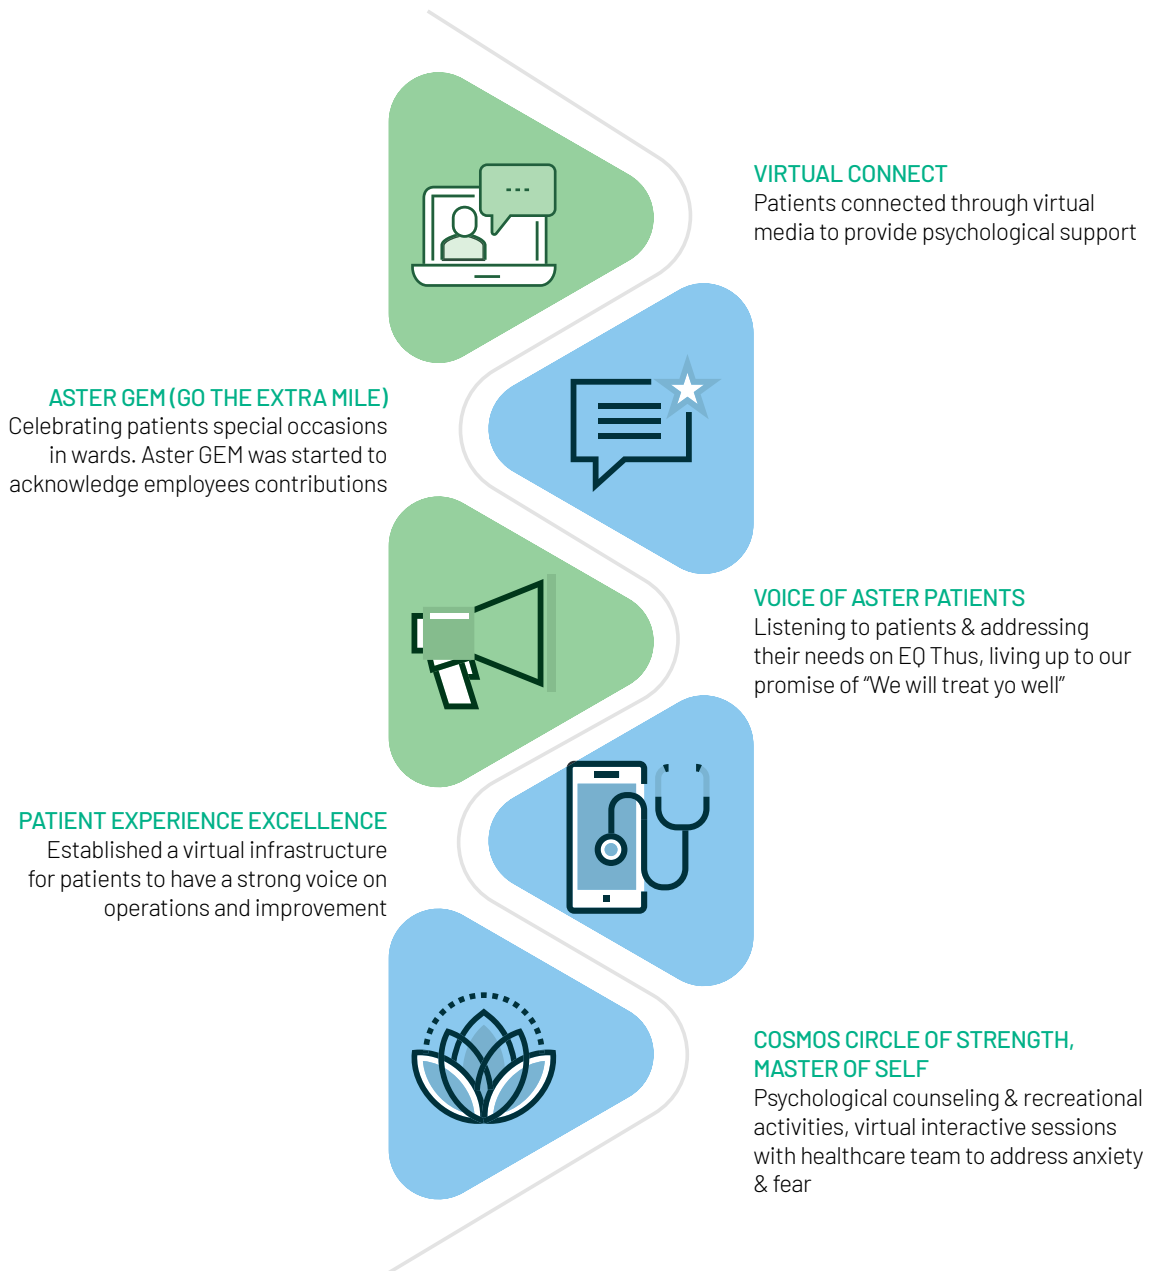 VIRTUAL CONNECT
Patients connected through virtual
media to provide psychological support
ASTER GEM (GO THE EXTRA MILE)
Celebrating patients special occasions
in wards. Aster GEM was started to
acknowledge employees contributions
VOICE OF ASTER PATIENTS
Listening to patients & addressing
their needs on EQ Thus, living up to our
promise of “We will treat yo well”
PATIENT EXPERIENCE EXCELLENCE
Established a virtual infrastructure
for patients to have a strong voice on
operations and improvement
COSMOS CIRCLE OF STRENGTH,
MASTER OF SELF
Psychological counseling & recreational
activities, virtual interactive sessions
with healthcare team to address anxiety
& fear